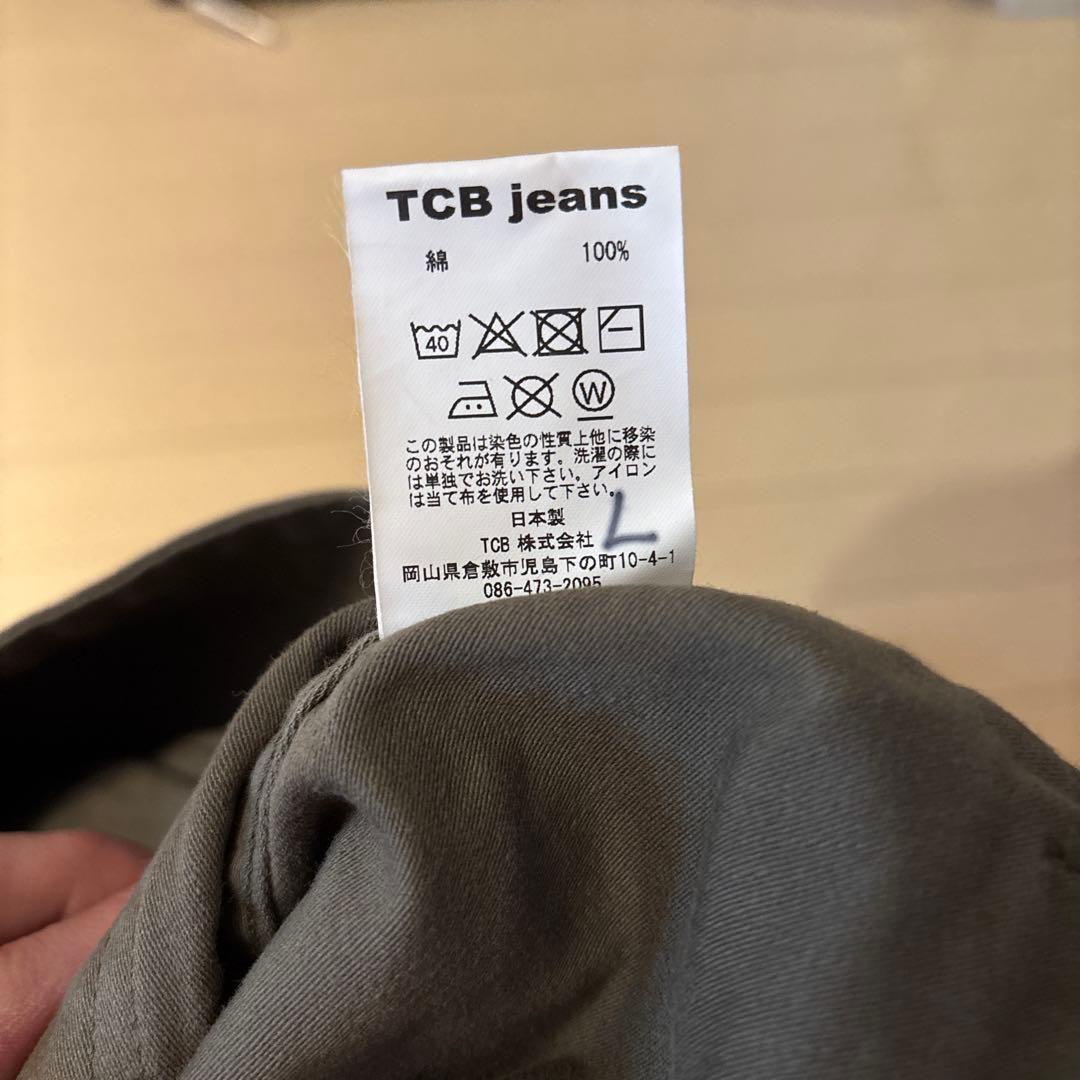 TCB jeans
綿 100%
40
W
この製品は染色の性質上他に移染
のおそれが有ります。洗濯の際に
は単独でお洗い下さい。アイロン
は当て布を使用して下さい。
日本製 L
TCB 株式会社
岡山県倉敷市児島下の町10-4-1
086-473-2095